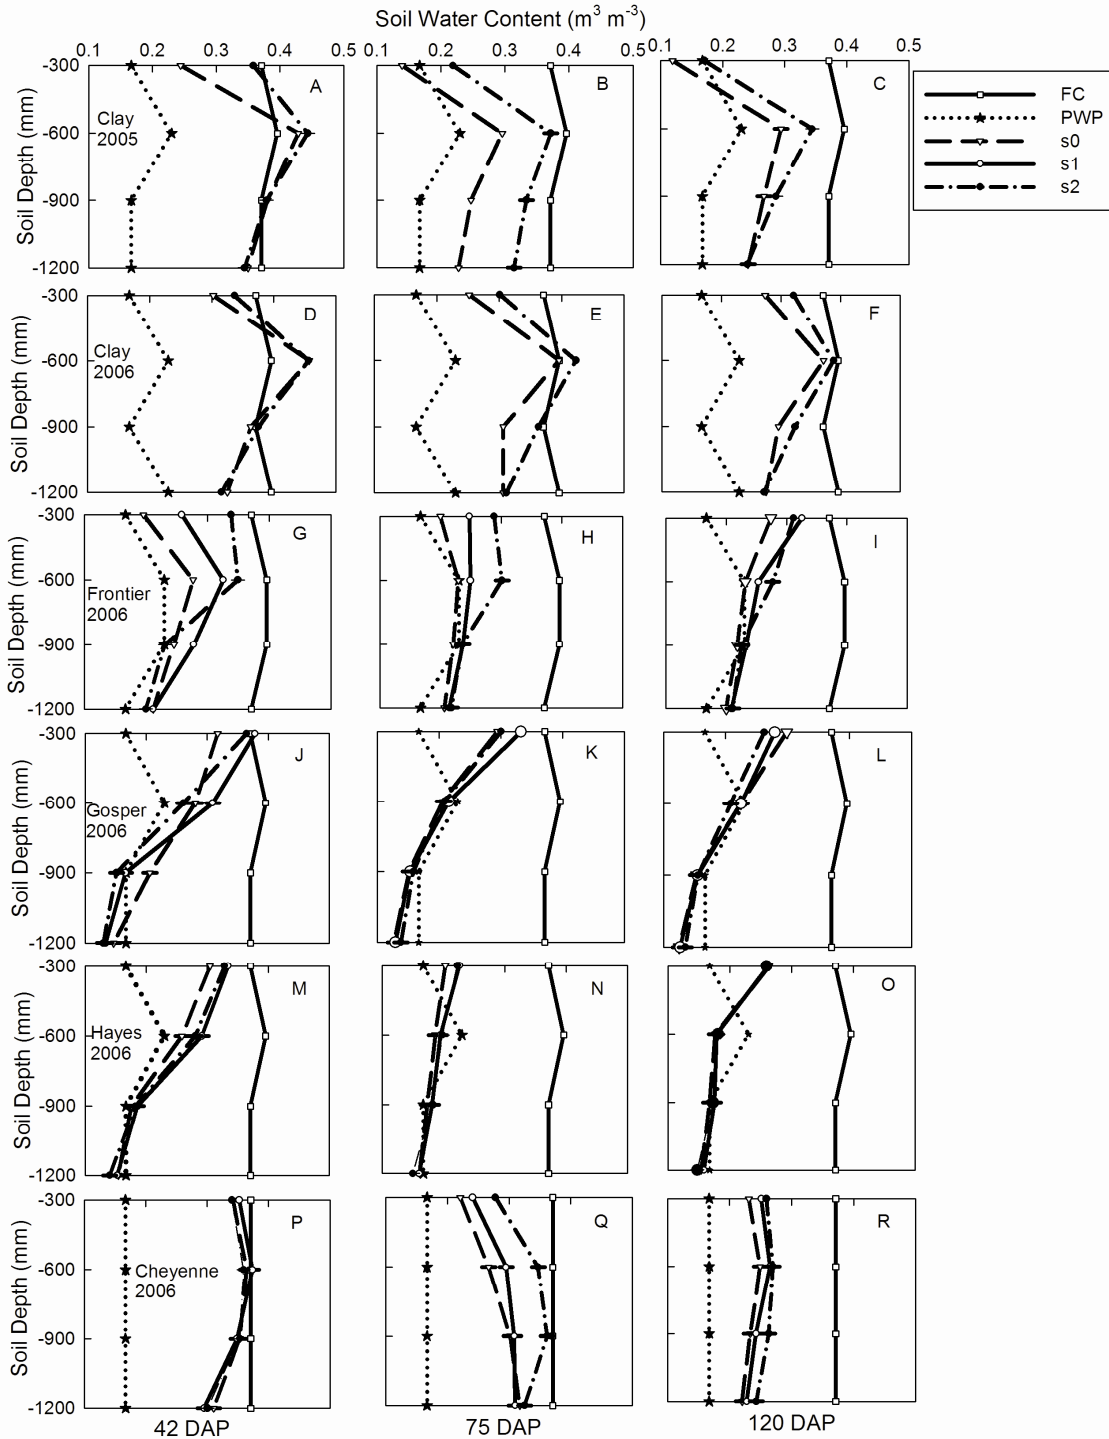 Soil Water Content (m³ m⁻³)
0.1 0.2 0.3 0.4 0.5 0.1 0.2 0.3 0.4 0.5 0.1 0.2 0.3 0.4 0.5
Soil Depth (mm)
-300
-600
-900
-1200
Clay
2005
A
B
C
FC
PWP
s0
s1
s2
Soil Depth (mm)
-300
-600
-900
-1200
Clay
2006
D
E
F
Soil Depth (mm)
-300
-600
-900
-1200
Frontier
2006
G
H
I
Soil Depth (mm)
-300
-600
-900
-1200
Gosper
2006
J
K
L
Soil Depth (mm)
-300
-600
-900
-1200
Hayes
2006
M
N
O
Soil Depth (mm)
-300
-600
-900
-1200
Cheyenne
2006
P
Q
R
42 DAP 75 DAP 120 DAP